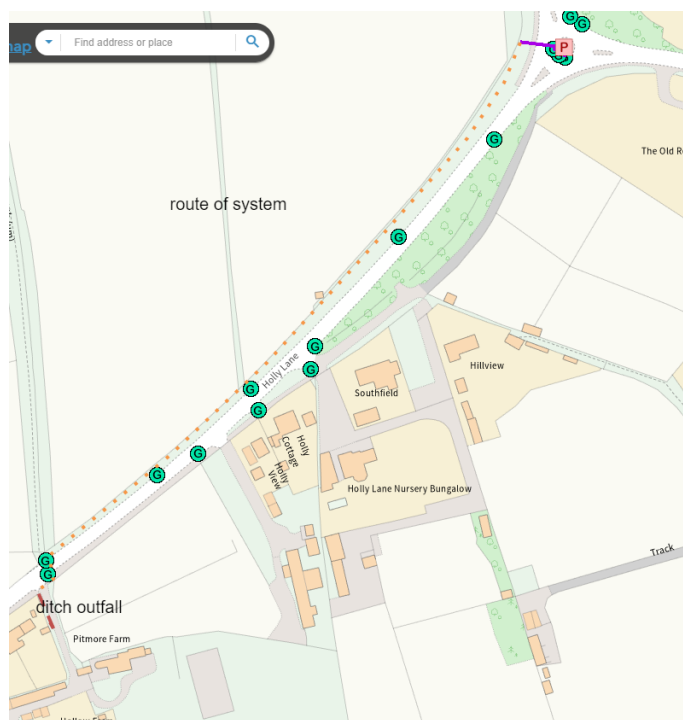 map
Find address or place
P
G
G
G
G
G
The Old R
route of system
G
G
Holly Lane
G
G
Hillview
Southfield
G
Holly
Cottage
Holly
View
G
G
Holly Lane Nursery Bungalow
G
G
Track
ditch outfall
Pitmore Farm